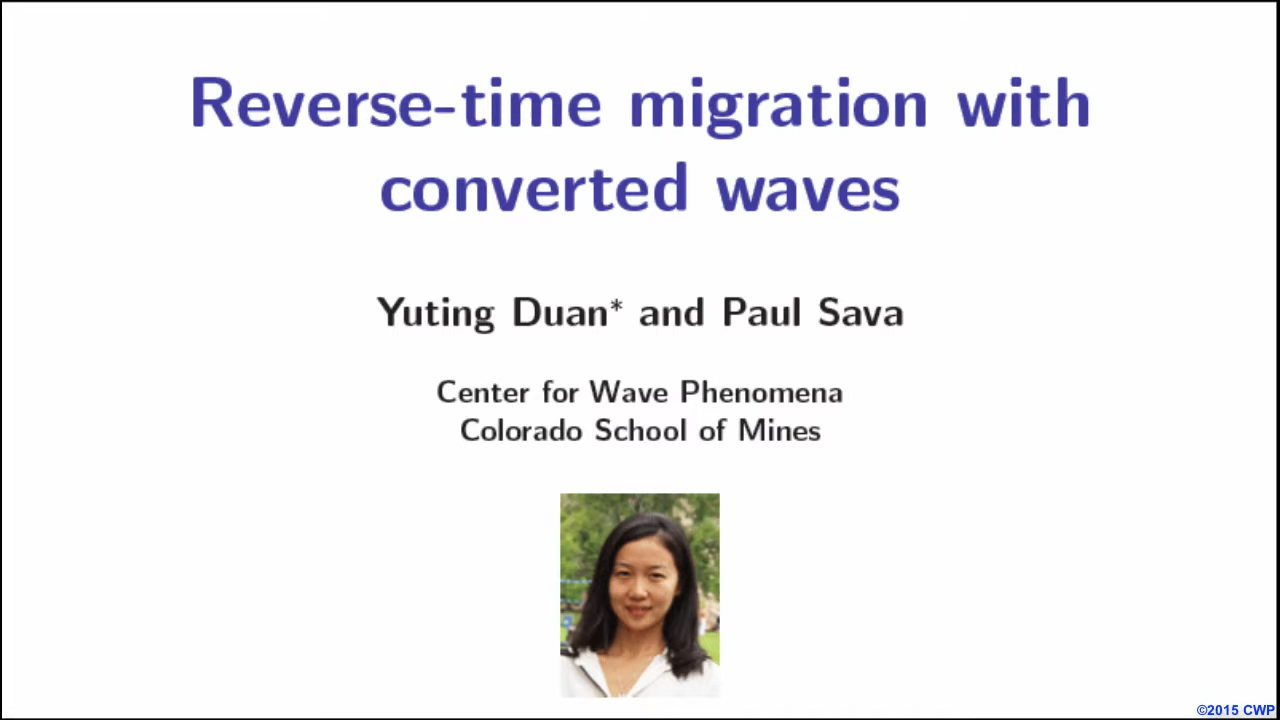 Reverse-time migration with
converted waves
Yuting Duan* and Paul Sava
Center for Wave Phenomena
Colorado School of Mines
©2015 CWP